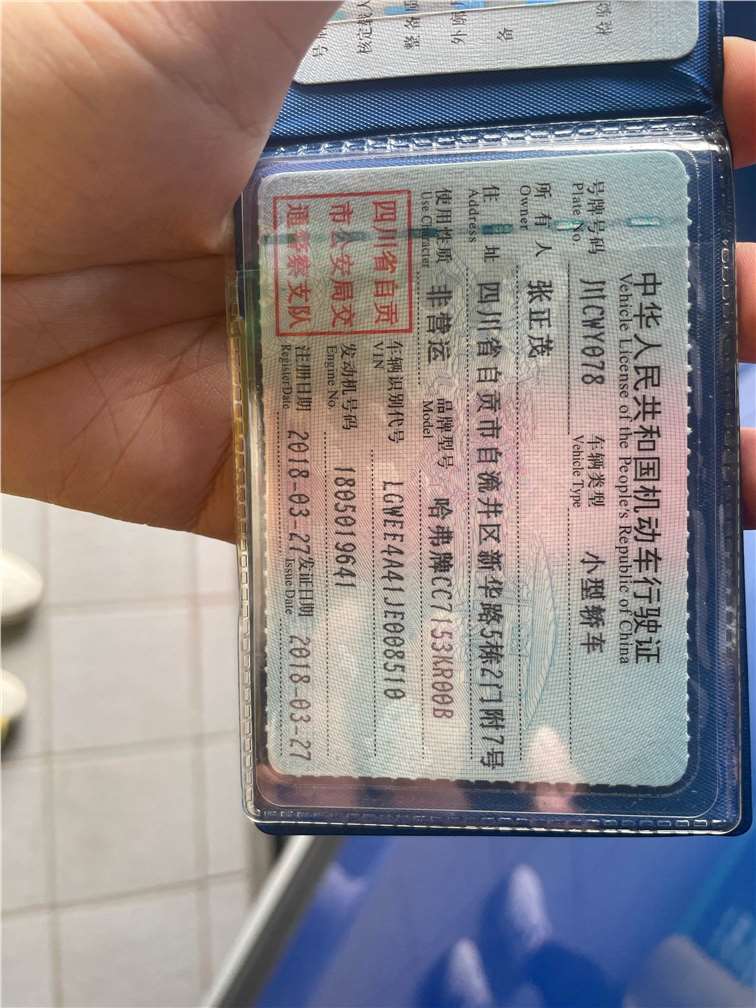 中华人民共和国机动车行驶证
Vehicle License of the People's Republic of China
号牌号码 川CWY078 车辆类型 小型轿车
Plate No. Vehicle Type
所有人 张正茂
Owner
住址 四川省自贡市自流井区新华路5栋2门附7号
Address
使用性质 非营运 品牌型号 哈弗牌CC7153KR00B
Use Character Model
四川省自贡
市公安局交
通警察支队
车辆识别代号 LGWEE4A41JE008510
VIN
发动机号码 1805019641
Engine No.
注册日期 2018-03-27 发证日期 2018-03-27
Register Date Issue Date